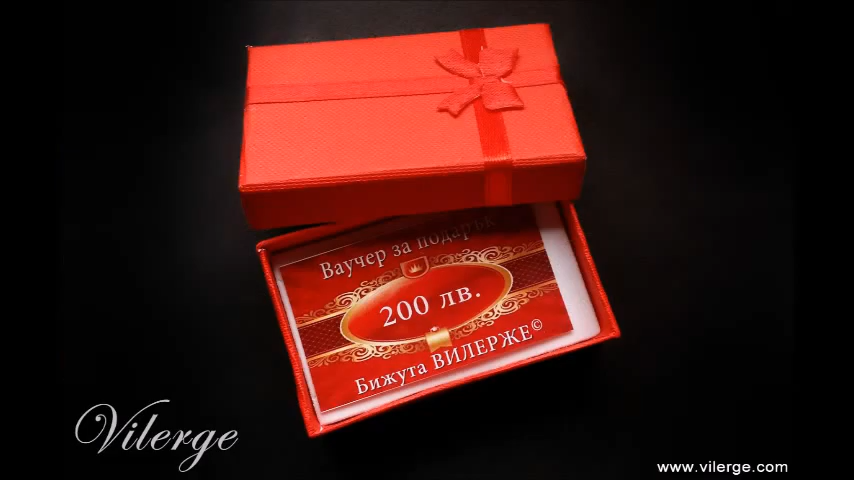 Ваучер за подарък
200 лв.
Бижута ВИЛЕРЖЕ©
Vilerge
www.vilerge.com